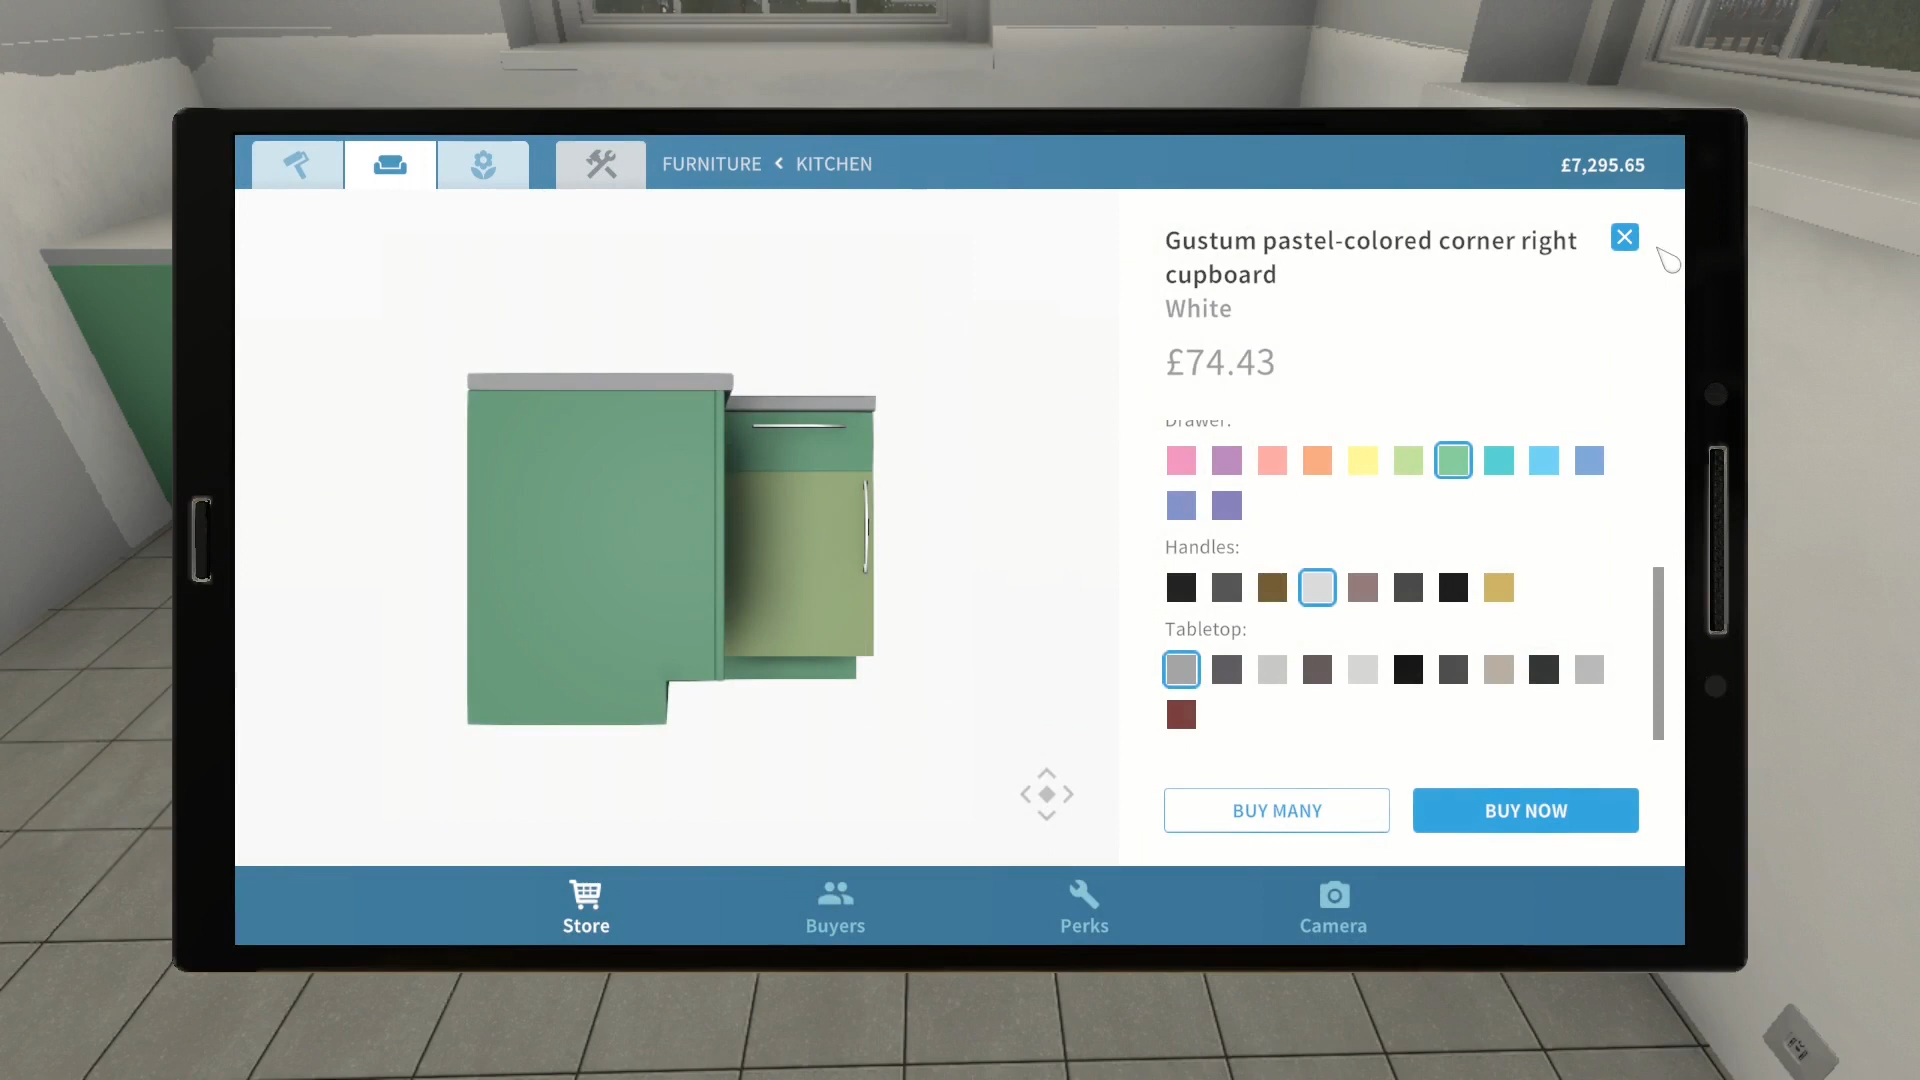 FURNITURE < KITCHEN
£7,295.65
Gustum pastel-colored corner right
cupboard
White
£74.43
Drawer:
Handles:
Tabletop:
BUY MANY
BUY NOW
Store
Buyers
Perks
Camera